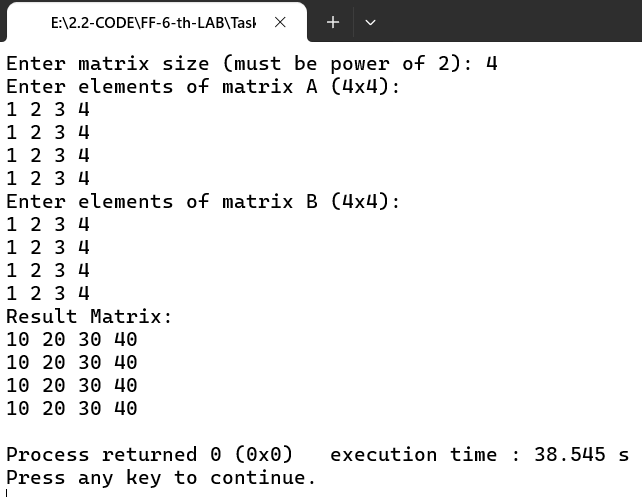 E:\2.2-CODE\FF-6-th-LAB\Task
Enter matrix size (must be power of 2): 4
Enter elements of matrix A (4x4):
1 2 3 4
1 2 3 4
1 2 3 4
1 2 3 4
Enter elements of matrix B (4x4):
1 2 3 4
1 2 3 4
1 2 3 4
1 2 3 4
Result Matrix:
10 20 30 40
10 20 30 40
10 20 30 40
10 20 30 40
Process returned 0 (0x0)   execution time : 38.545 s
Press any key to continue.